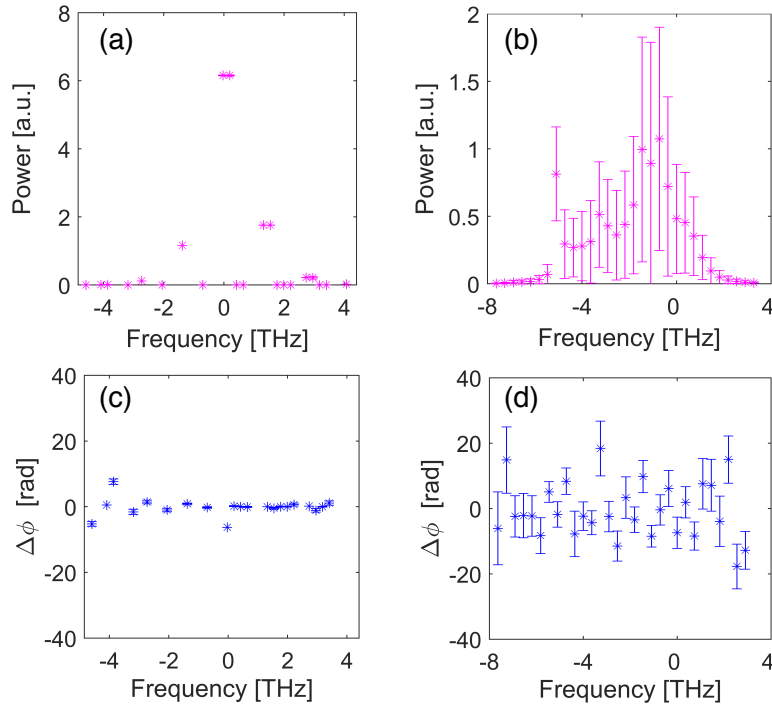 (a)
8
6
4
2
0
Power [a.u.]
-4 -2 0 2 4
Frequency [THz]
(b)
2
1.5
1
0.5
0
Power [a.u.]
-8 -4 0 4
Frequency [THz]
(c)
40
20
0
-20
-40
Δϕ [rad]
-4 -2 0 2 4
Frequency [THz]
(d)
40
20
0
-20
-40
Δϕ [rad]
-8 -4 0 4
Frequency [THz]